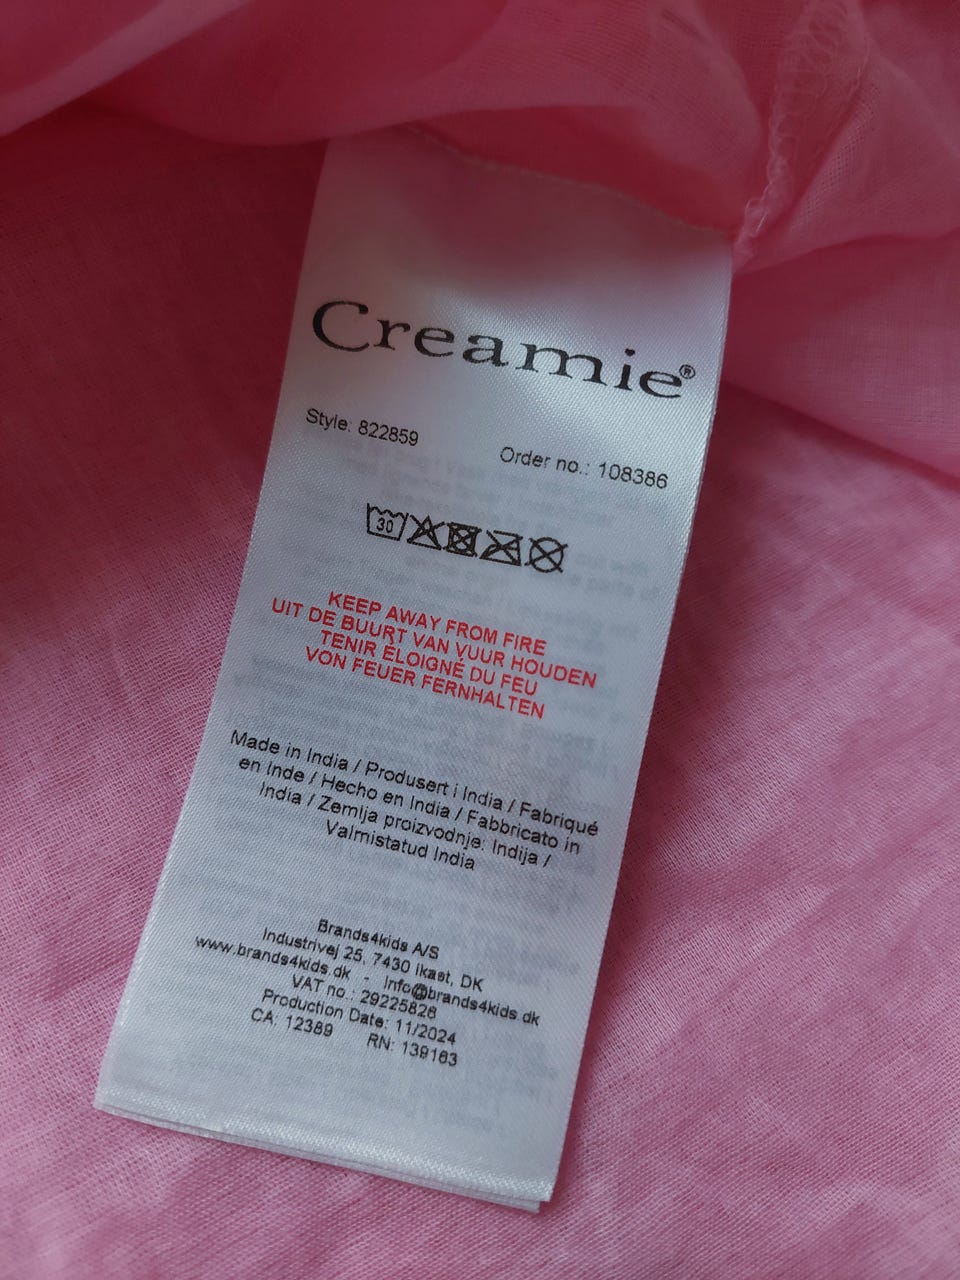 Creamie®
Style: 822859
Order no.: 108386
30
KEEP AWAY FROM FIRE
UIT DE BUURT VAN VUUR HOUDEN
TENIR ÉLOIGNÉ DU FEU
VON FEUER FERNHALTEN
Made in India / Produsert i India / Fabriqué
en Inde / Hecho en India / Fabbricato in
India / Zemlja proizvodnje: Indija /
Valmistatud India
Brands4kids A/S
Industrivej 25, 7430 Ikast, DK
www.brands4kids.dk - Info@brands4kids.dk
VAT no.: 29225826
Production Date: 11/2024
CA: 12389 RN: 139163